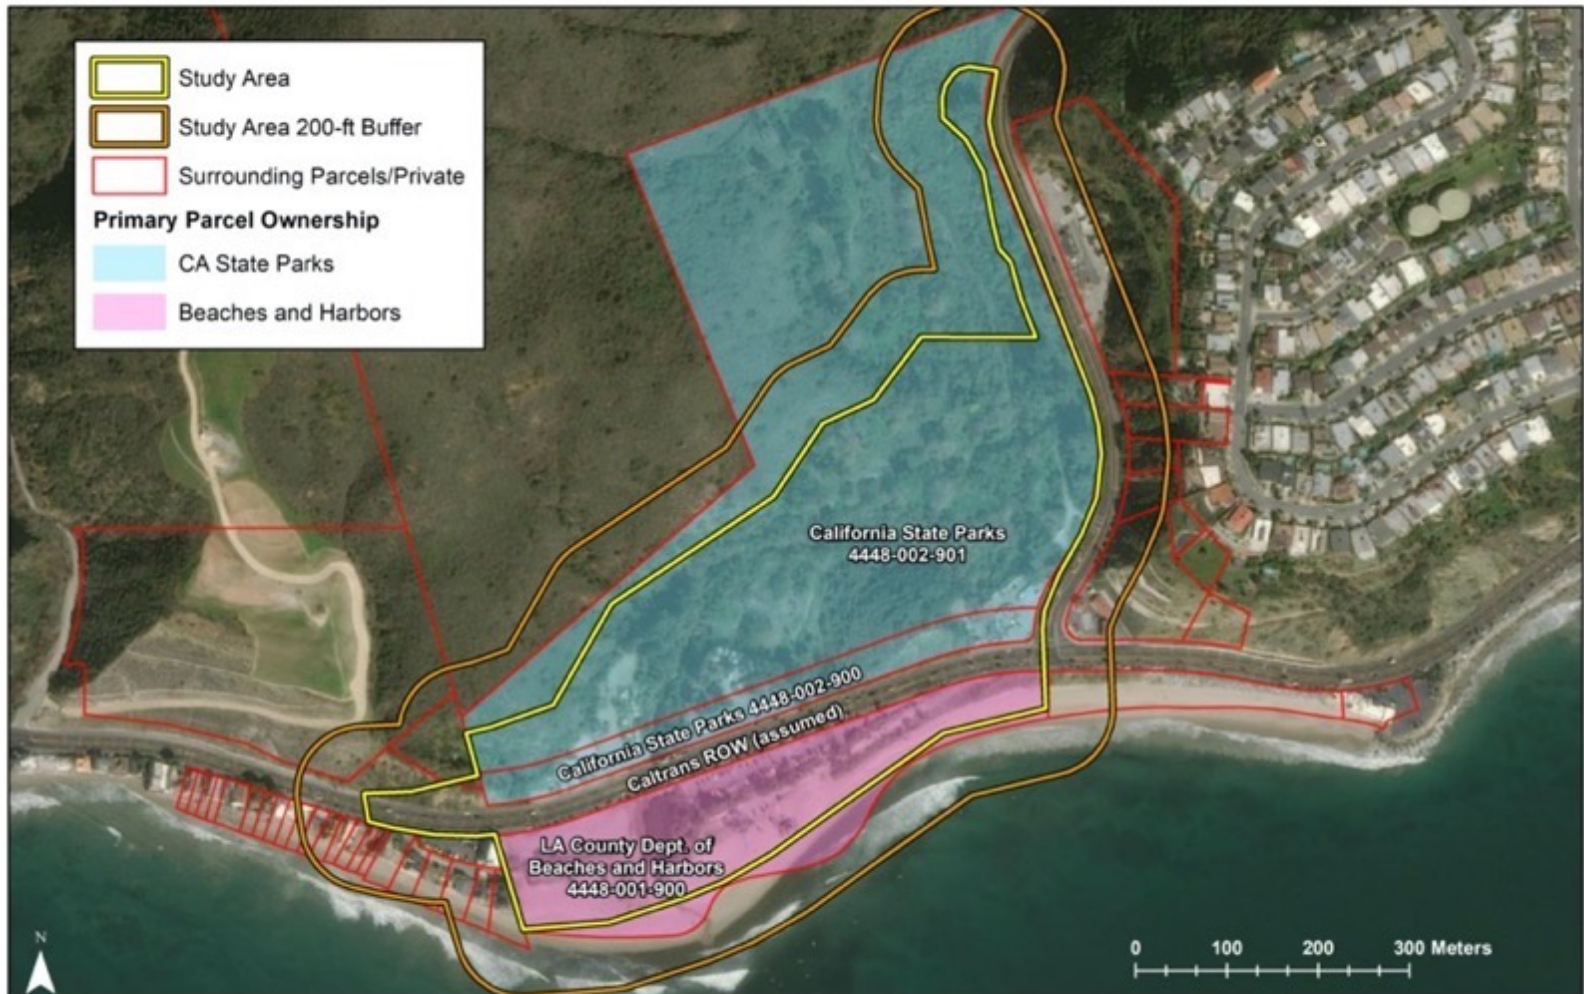 Study Area
Study Area 200-ft Buffer
Surrounding Parcels/Private
Primary Parcel Ownership
CA State Parks
Beaches and Harbors
California State Parks
4448-002-901
California State Parks 4448-002-900
Caltrans ROW (assumed)
LA County Dept. of
Beaches and Harbors
4448-001-900
N
0 100 200 300 Meters